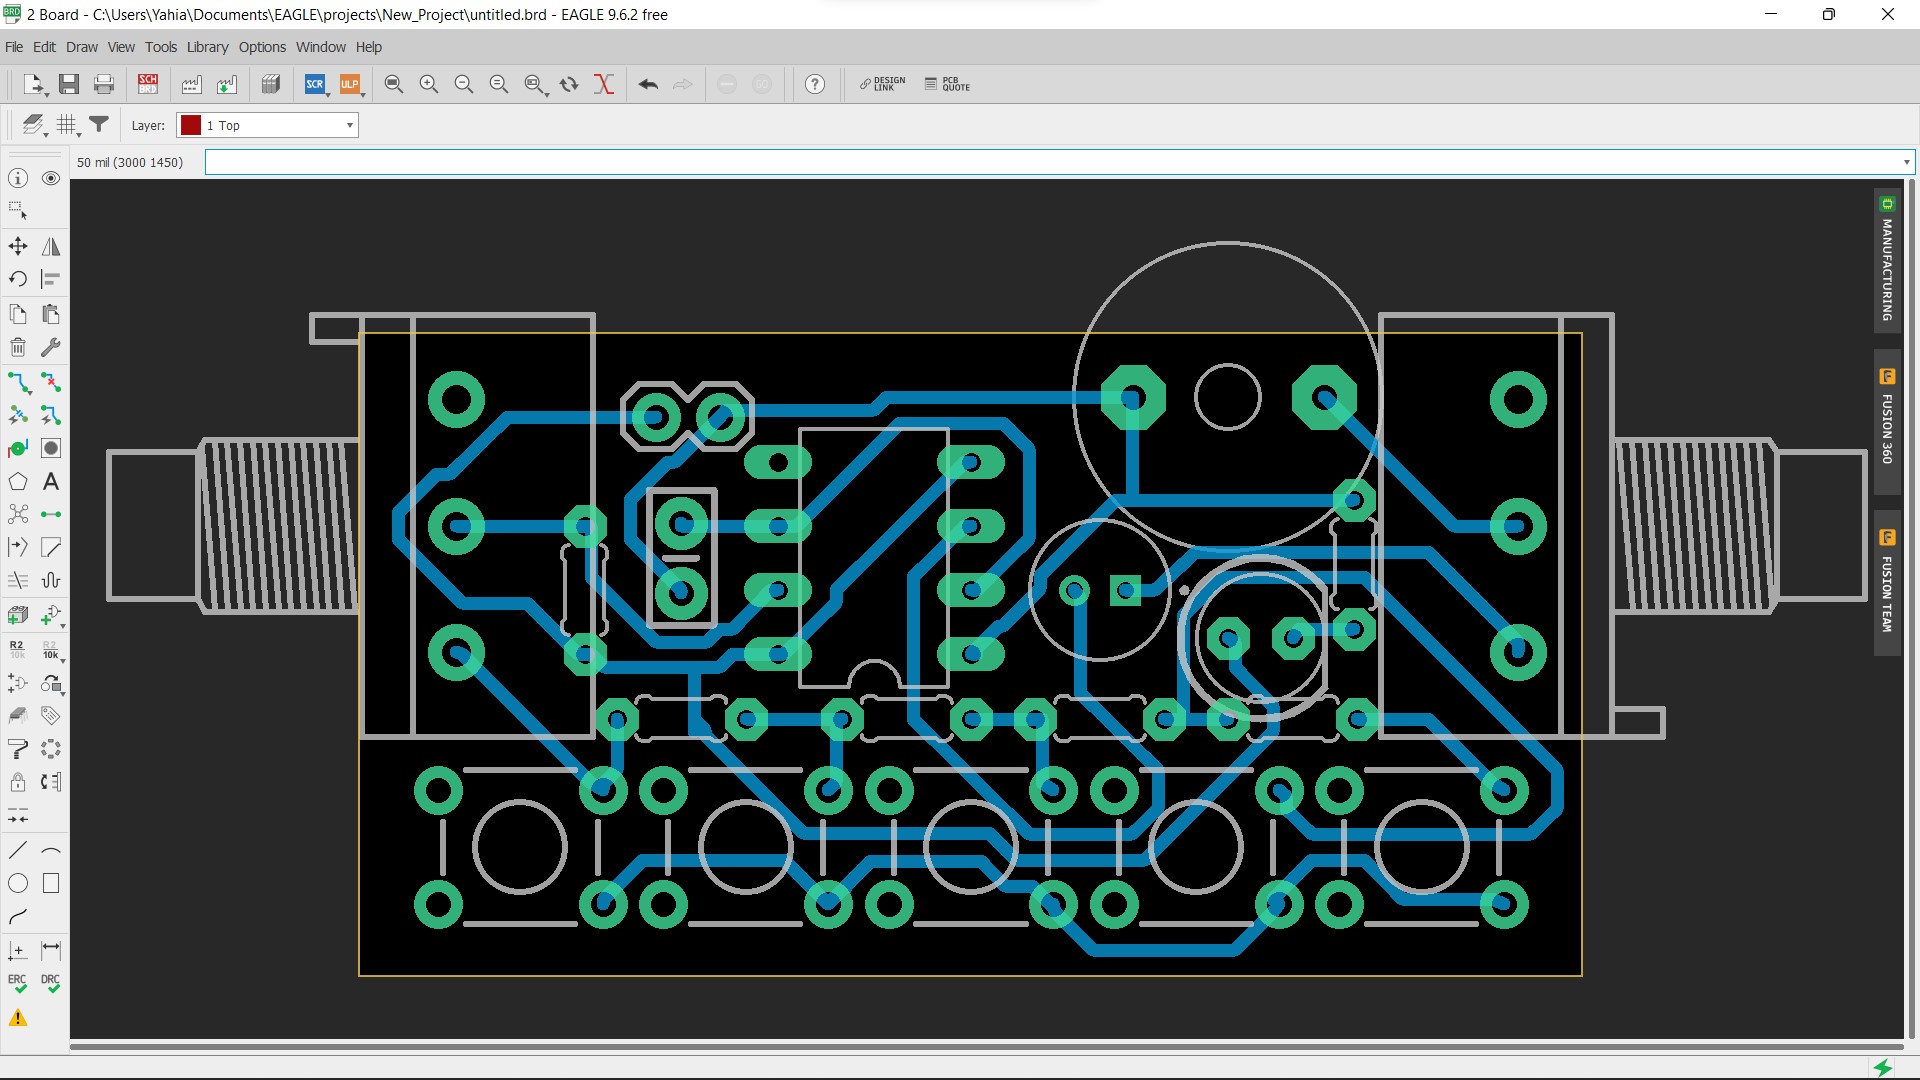 2 Board - C:\Users\Yahia\Documents\EAGLE\projects\New_Project\untitled.brd - EAGLE 9.6.2 free
File Edit Draw View Tools Library Options Window Help
SCH BRD SCR ULP GO ? DESIGN LINK PCB QUOTE
Layer: 1 Top
50 mil (3000 1450)
MANUFACTURING
FUSION 360
FUSION TEAM
R2 10k R2 10k
ERC DRC